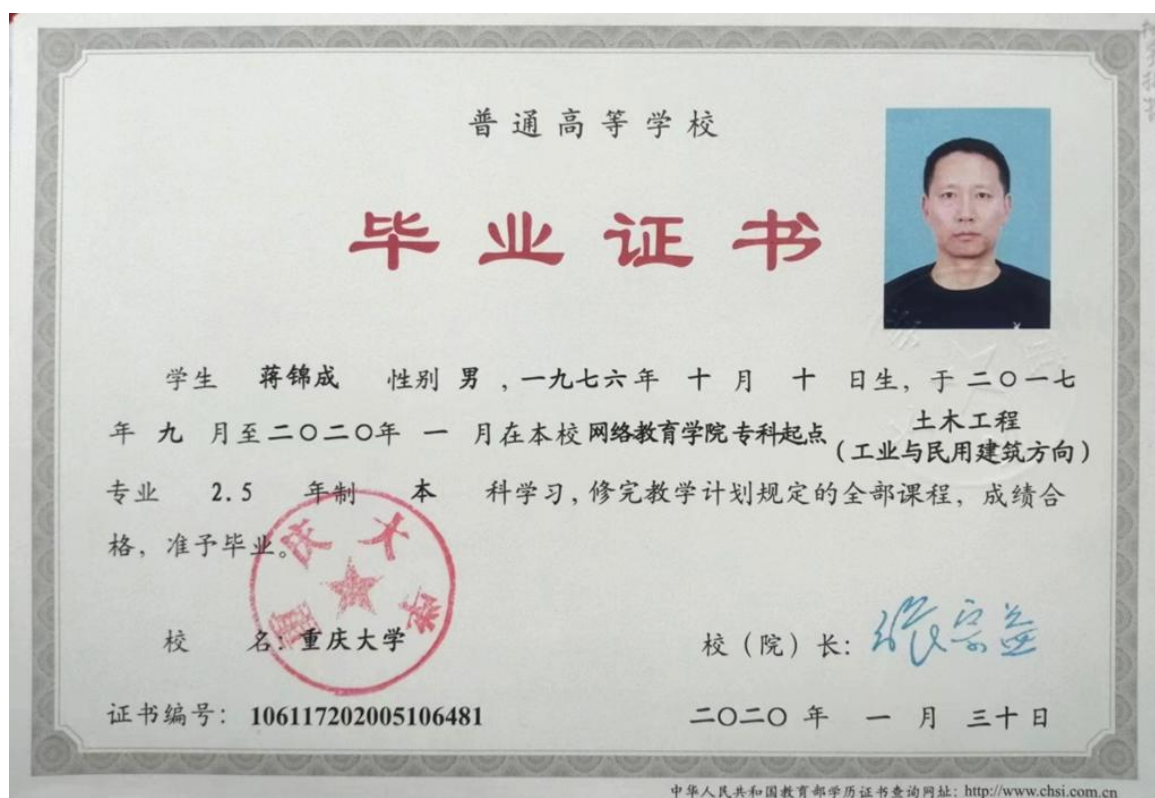 普通高等学校
毕业证书
学生 蒋锦成 性别 男，一九七六年 十 月 十 日生，于二〇一七
年 九 月至二〇二〇年 一 月在本校网络教育学院专科起点 土木工程
（工业与民用建筑方向）
专业 2.5 年制 本 科学习，修完教学计划规定的全部课程，成绩合
格，准予毕业。
重庆大学
校 名：重庆大学
校（院）长：张宗益
证书编号：106117202005106481
二〇二〇 年 一 月 三十 日
中华人民共和国教育部学历证书查询网址：http://www.chsi.com.cn